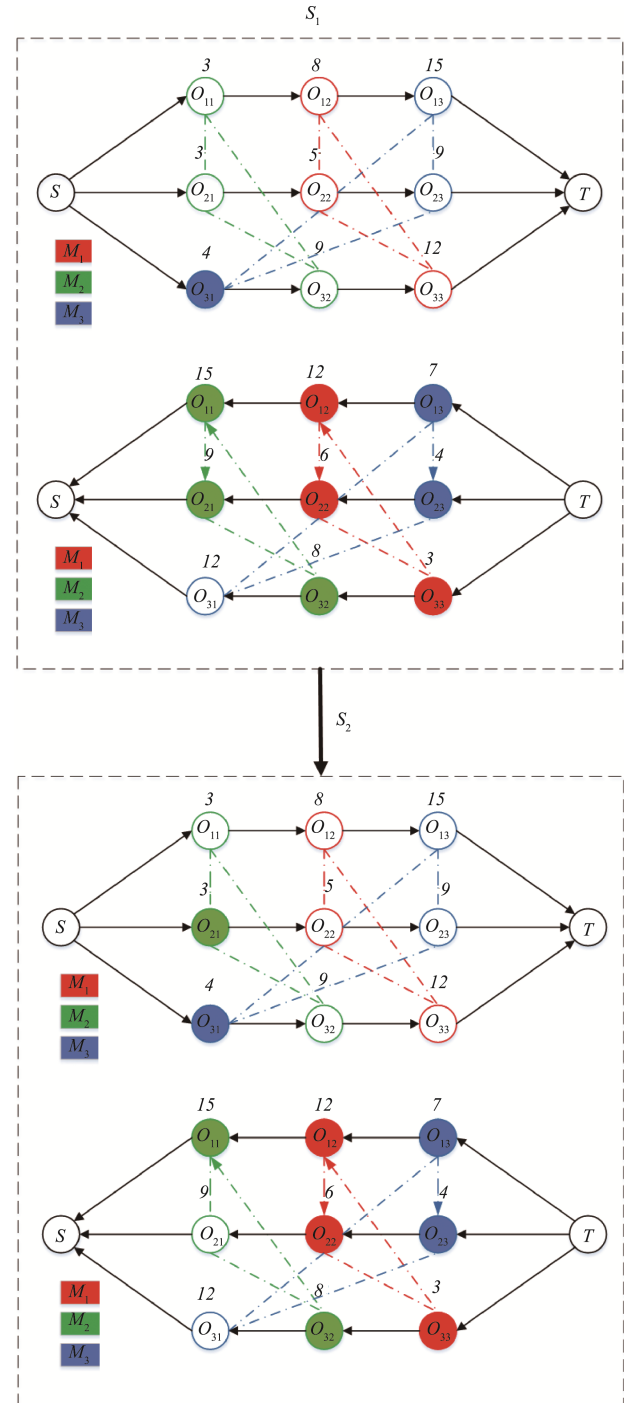 S₁
3 8 15
O₁₁ O₁₂ O₁₃
3 5 9
S O₂₁ O₂₂ O₂₃ T
4 9 12
M₁
O₃₁ O₃₂ O₃₃
M₂
M₃
15 12 7
O₁₁ O₁₂ O₁₃
9 6 4
S O₂₁ O₂₂ O₂₃ T
12 8 3
M₁
O₃₁ O₃₂ O₃₃
M₂
M₃
S₂
3 8 15
O₁₁ O₁₂ O₁₃
3 5 9
S O₂₁ O₂₂ O₂₃ T
4 9 12
M₁
M₂ O₃₁ O₃₂ O₃₃
M₃
15 12 7
O₁₁ O₁₂ O₁₃
9 6 4
S O₂₁ O₂₂ O₂₃ T
12 8 3
M₁
M₂ O₃₁ O₃₂ O₃₃
M₃